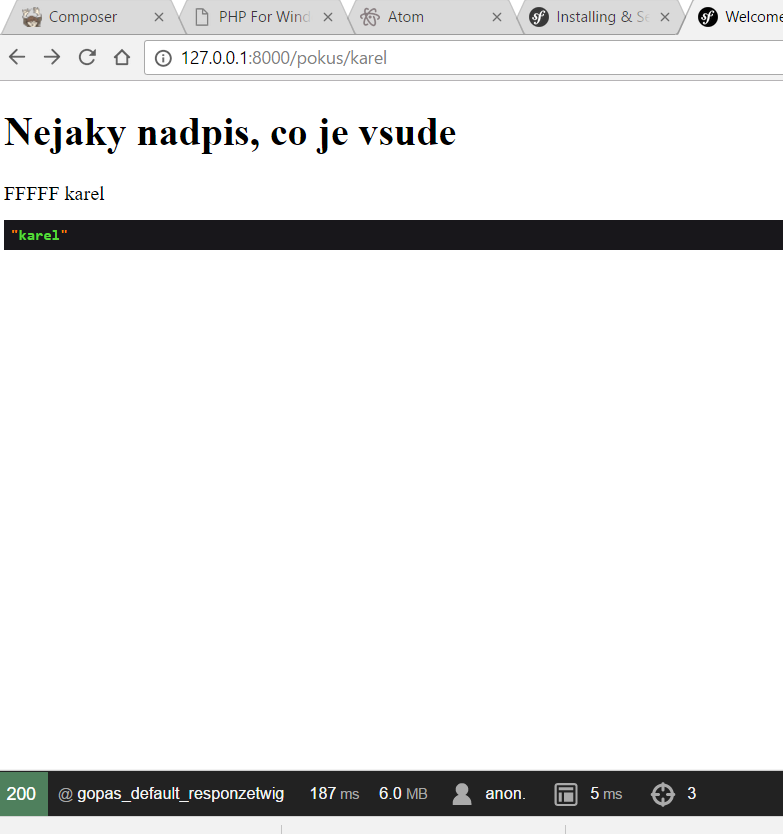 Composer PHP For Wind Atom Installing & Se Welcome
127.0.0.1:8000/pokus/karel
Nejaky nadpis, co je vsude
FFFFF karel
"karel"
200 @ gopas_default_responzetwig 187 ms 6.0 MB anon. 5 ms 3